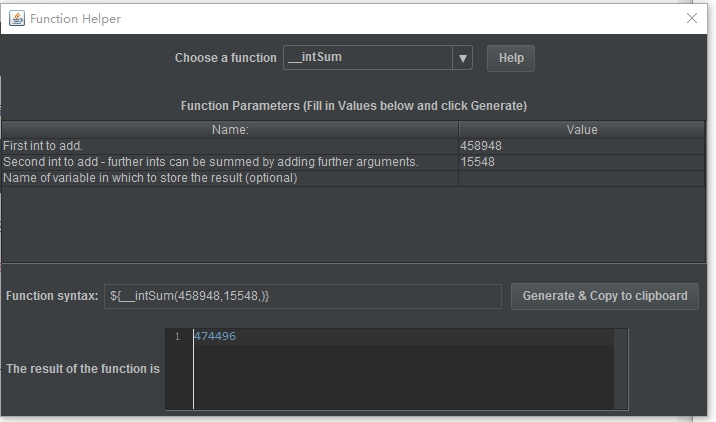 Function Helper
Choose a function __intSum Help
Function Parameters (Fill in Values below and click Generate)
Name: Value
First int to add. 458948
Second int to add - further ints can be summed by adding further arguments. 15548
Name of variable in which to store the result (optional)
Function syntax: ${__intSum(458948,15548,)} Generate & Copy to clipboard
1 474496
The result of the function is